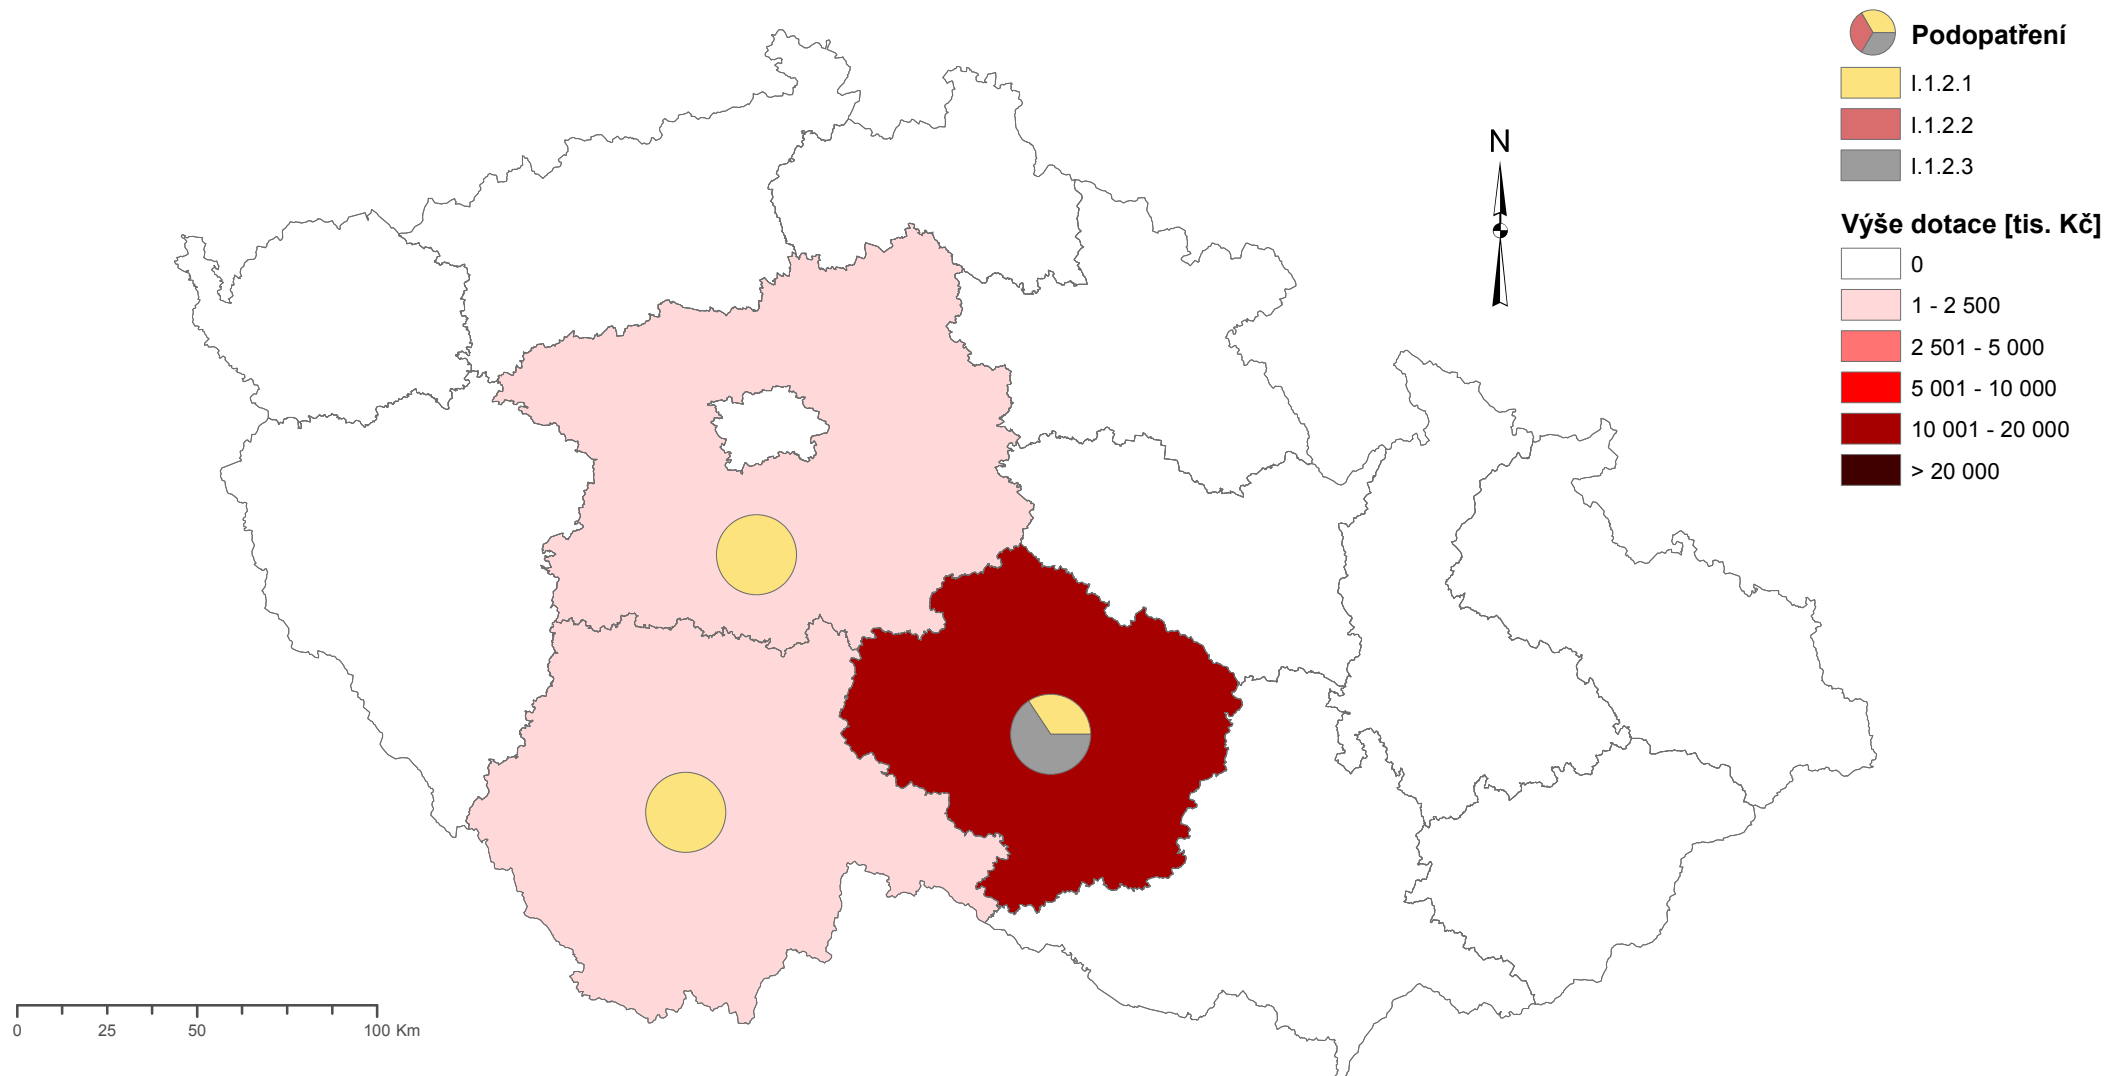 N
Podopatření
I.1.2.1
I.1.2.2
I.1.2.3
Výše dotace [tis. Kč]
0
1 - 2 500
2 501 - 5 000
5 001 - 10 000
10 001 - 20 000
> 20 000
0 25 50 100 Km